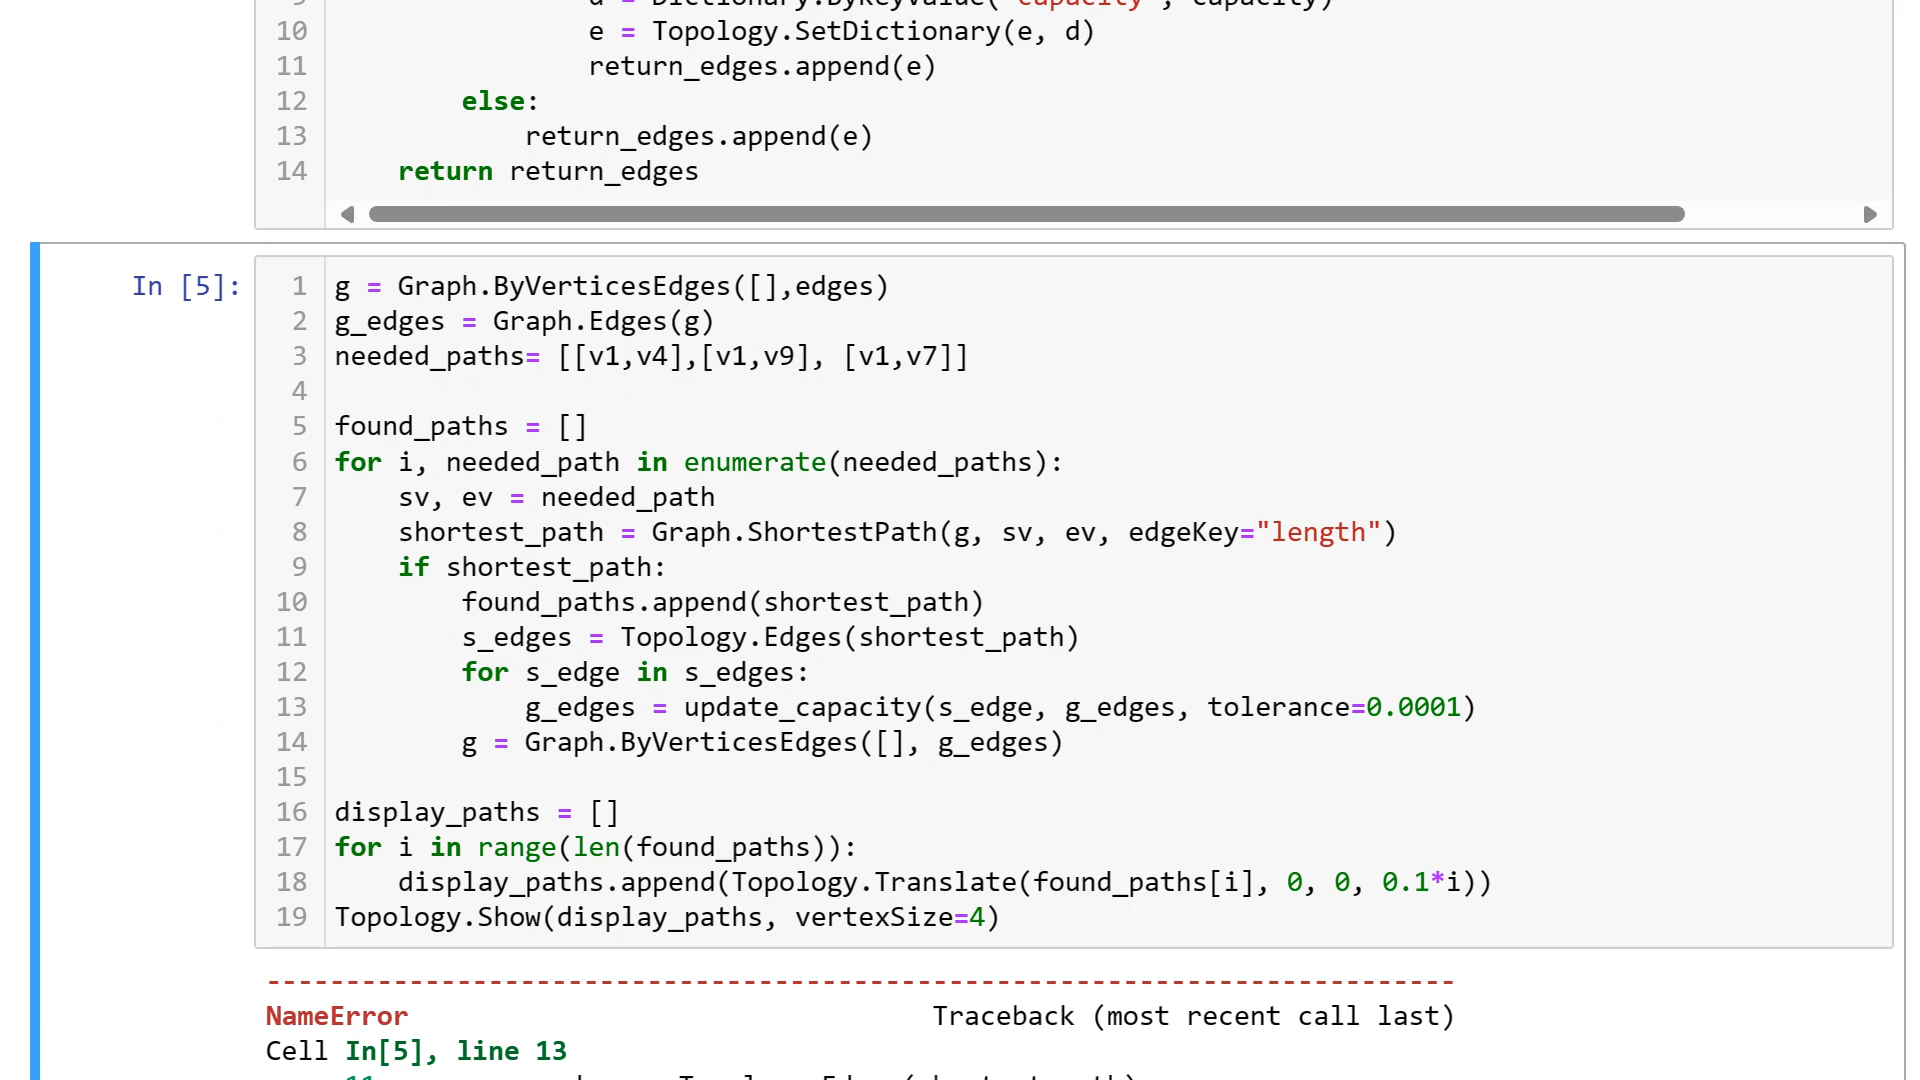 9 d = Dictionary.ByKeyValue("capacity", capacity)
10 e = Topology.SetDictionary(e, d)
11 return_edges.append(e)
12 else:
13 return_edges.append(e)
14 return return_edges
In [5]:
1 g = Graph.ByVerticesEdges([],edges)
2 g_edges = Graph.Edges(g)
3 needed_paths= [[v1,v4],[v1,v9], [v1,v7]]
4
5 found_paths = []
6 for i, needed_path in enumerate(needed_paths):
7 sv, ev = needed_path
8 shortest_path = Graph.ShortestPath(g, sv, ev, edgeKey="length")
9 if shortest_path:
10 found_paths.append(shortest_path)
11 s_edges = Topology.Edges(shortest_path)
12 for s_edge in s_edges:
13 g_edges = update_capacity(s_edge, g_edges, tolerance=0.0001)
14 g = Graph.ByVerticesEdges([], g_edges)
15
16 display_paths = []
17 for i in range(len(found_paths)):
18 display_paths.append(Topology.Translate(found_paths[i], 0, 0, 0.1*i))
19 Topology.Show(display_paths, vertexSize=4)
---------------------------------------------------------------------------
NameError Traceback (most recent call last)
Cell In[5], line 13